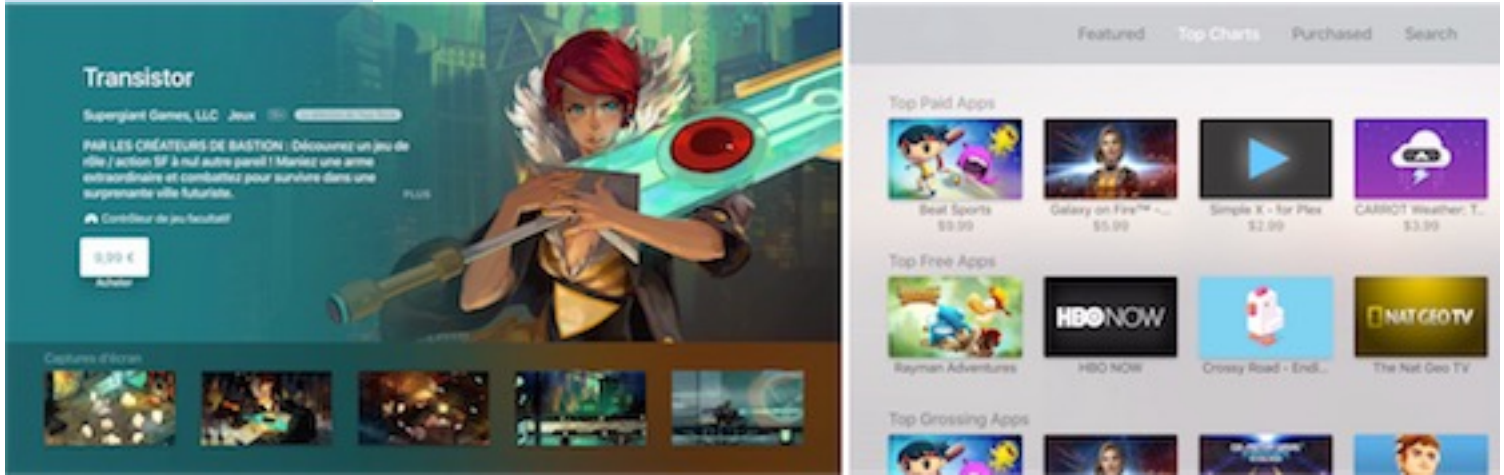 Transistor
Supergiant Games, LLC Jeux
PAR LES CRÉATEURS DE BASTION : Découvrez un jeu de
rôle / action SF à nul autre pareil ! Maniez une arme
extraordinaire et combattez pour survivre dans une
surprenante ville futuriste.
PLUS
Contrôleur de jeu facultatif
9,99 €
Acheter
Captures d'écran
Featured Top Charts Purchased Search
Top Paid Apps
Beat Sports
$9.99
Galaxy on Fire™ -...
$5.99
Simple X - for Plex
$2.99
CARROT Weather: T...
$3.99
Top Free Apps
HBO NOW
NAT GEO TV
Rayman Adventures
HBO NOW
Crossy Road - Endl...
The Nat Geo TV
Top Grossing Apps